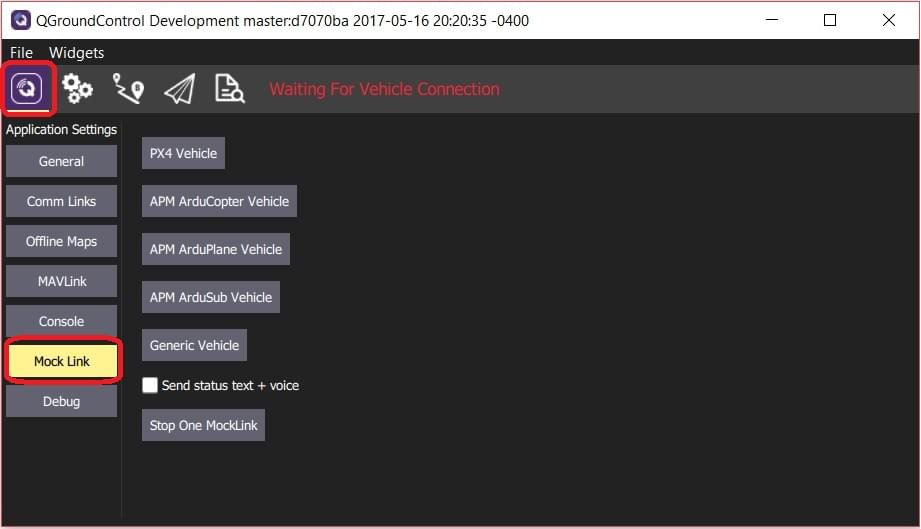 QGroundControl Development master:d7070ba 2017-05-16 20:20:35 -0400
File Widgets
Waiting For Vehicle Connection
Application Settings
General
Comm Links
Offline Maps
MAVLink
Console
Mock Link
Debug
PX4 Vehicle
APM ArduCopter Vehicle
APM ArduPlane Vehicle
APM ArduSub Vehicle
Generic Vehicle
Send status text + voice
Stop One MockLink